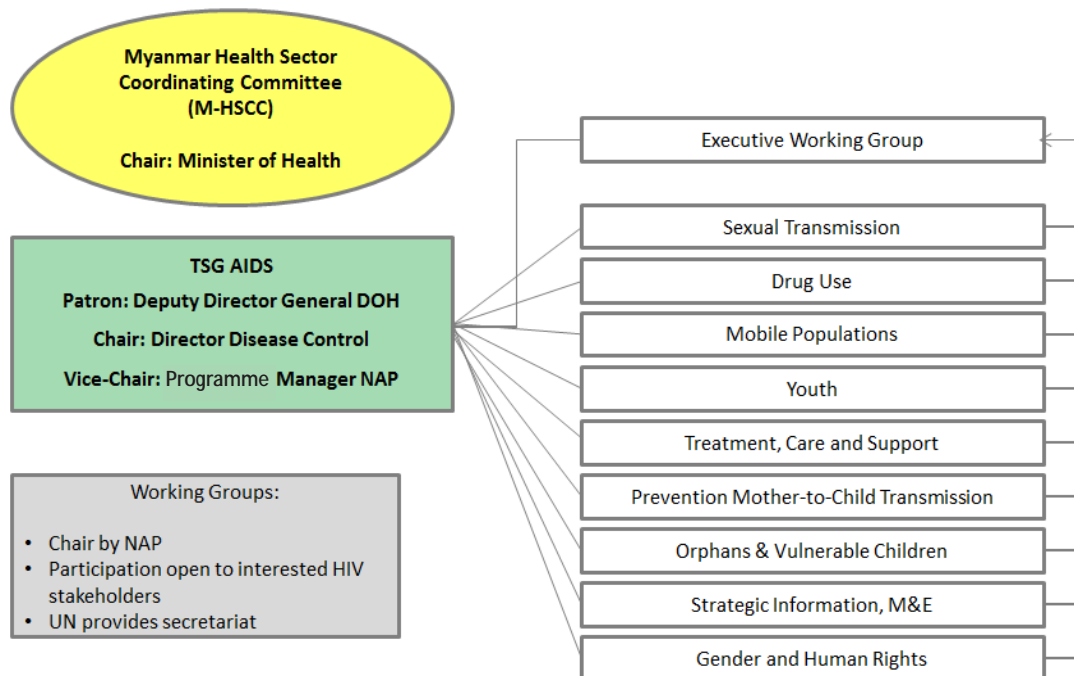 Myanmar Health Sector
Coordinating Committee
(M-HSCC)
Chair: Minister of Health
TSG AIDS
Patron: Deputy Director General DOH
Chair: Director Disease Control
Vice-Chair: Programme Manager NAP
Working Groups:
• Chair by NAP
• Participation open to interested HIV
stakeholders
• UN provides secretariat
Executive Working Group
Sexual Transmission
Drug Use
Mobile Populations
Youth
Treatment, Care and Support
Prevention Mother-to-Child Transmission
Orphans & Vulnerable Children
Strategic Information, M&E
Gender and Human Rights